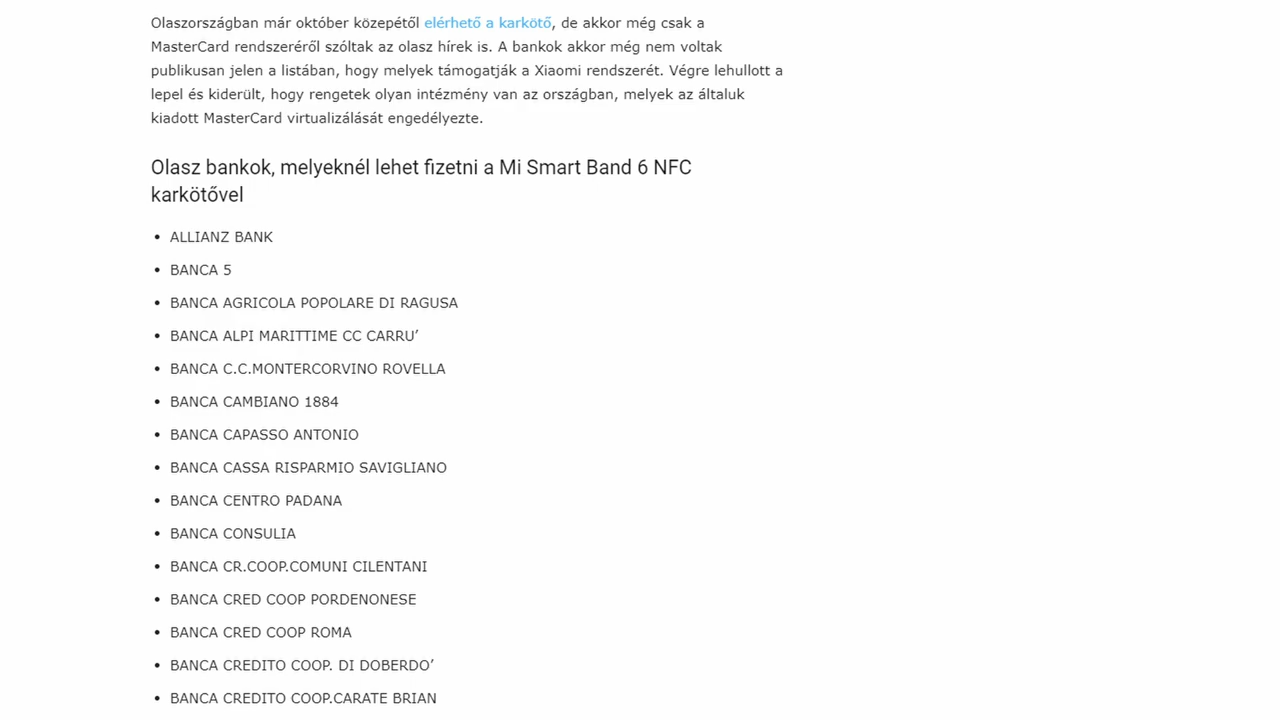 Olaszországban már október közepétől elérhető a karkötő, de akkor még csak a
MasterCard rendszeréről szóltak az olasz hírek is. A bankok akkor még nem voltak
publikusan jelen a listában, hogy melyek támogatják a Xiaomi rendszerét. Végre lehullott a
lepel és kiderült, hogy rengetek olyan intézmény van az országban, melyek az általuk
kiadott MasterCard virtualizálását engedélyezte.
Olasz bankok, melyeknél lehet fizetni a Mi Smart Band 6 NFC
karkötővel
• ALLIANZ BANK
• BANCA 5
• BANCA AGRICOLA POPOLARE DI RAGUSA
• BANCA ALPI MARITTIME CC CARRU’
• BANCA C.C.MONTERCORVINO ROVELLA
• BANCA CAMBIANO 1884
• BANCA CAPASSO ANTONIO
• BANCA CASSA RISPARMIO SAVIGLIANO
• BANCA CENTRO PADANA
• BANCA CONSULIA
• BANCA CR.COOP.COMUNI CILENTANI
• BANCA CRED COOP PORDENONESE
• BANCA CRED COOP ROMA
• BANCA CREDITO COOP. DI DOBERDO’
• BANCA CREDITO COOP.CARATE BRIAN